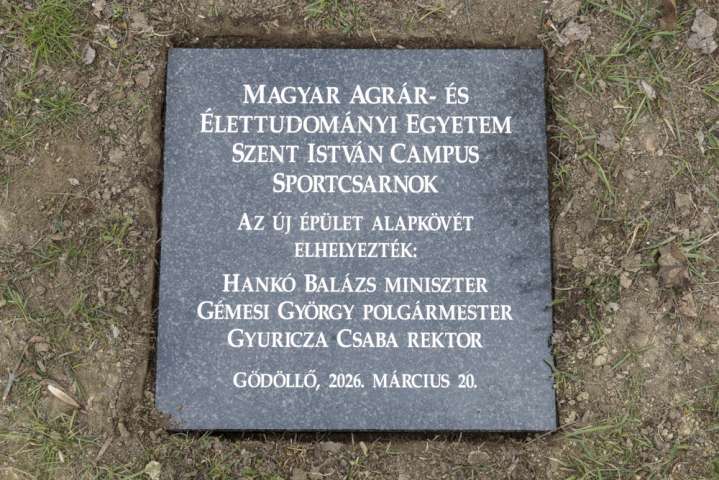 MAGYAR AGRÁR- ÉS
ÉLETTUDOMÁNYI EGYETEM
SZENT ISTVÁN CAMPUS
SPORTCSARNOK
AZ ÚJ ÉPÜLET ALAPKÖVÉT
ELHELYEZTÉK:
HANKÓ BALÁZS MINISZTER
GÉMESI GYÖRGY POLGÁRMESTER
GYURICZA CSABA REKTOR
GÖDÖLLŐ, 2026. MÁRCIUS 20.